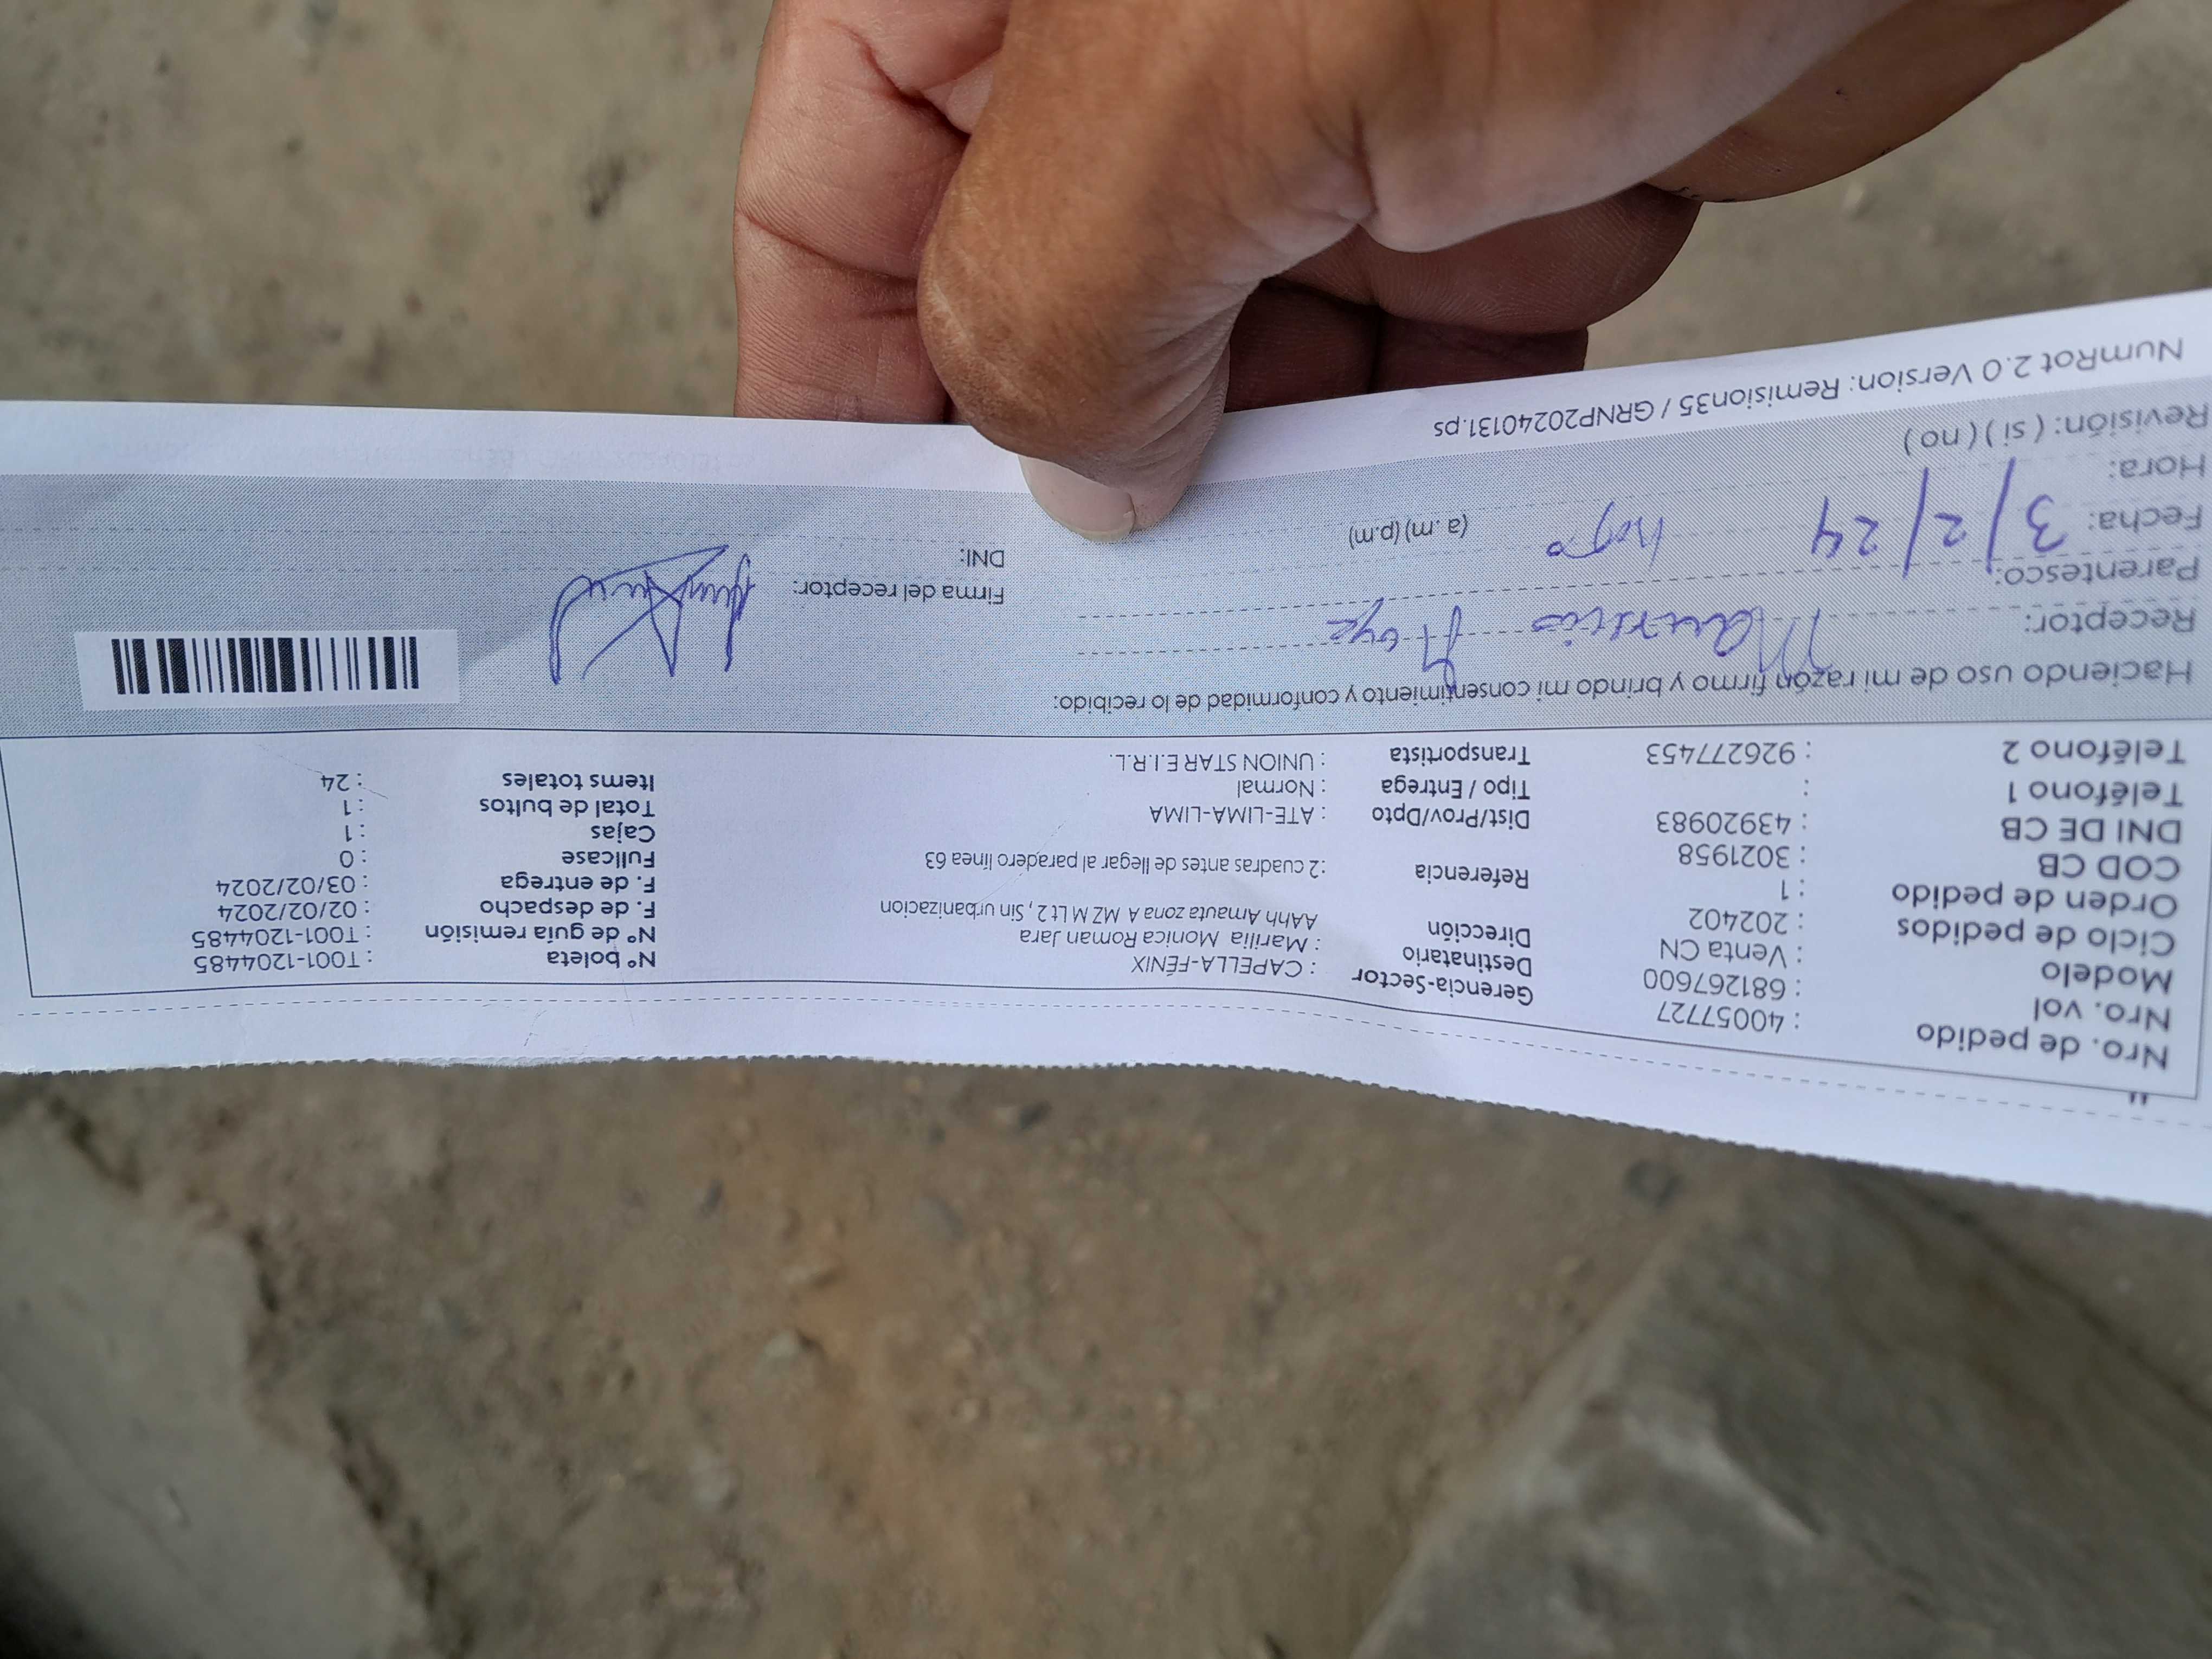 Nro. de pedido : 40057727
Nro. vol : 681267600
Modelo : Venta CN
Ciclo de pedidos : 202402
Orden de pedido : 1
COD CB : 3021958
DNI DE CB : 43920983
Teléfono 1 :
Teléfono 2 : 926277453
Gerencia-Sector : CAPELLA-FÉNIX
Destinatario : Marilia Monica Roman Jara
Dirección AAhh Amauta zona A MZ M Lt 2 , Sin urbanizacion
Referencia : 2 cuadras antes de llegar al paradero linea 63
Dist/Prov/Dpto : ATE-LIMA-LIMA
Tipo / Entrega : Normal
Transportista : UNION STAR E.I.R.L.
N° boleta : T001-1204485
N° de guía remisión : T001-1204485
F. de despacho : 02/02/2024
F. de entrega : 03/02/2024
Fullcase : 0
Cajas : 1
Total de bultos : 1
Items totales : 24
Haciendo uso de mi razón firmo y brindo mi consentimiento y conformidad de lo recibido:
Receptor: Mauricio
Parentesco:
Fecha: 3/2/24
Hora: (a. m) (p.m)
Revisión: ( si ) ( no )
Firma del receptor:
DNI:
NumRot 2.0 Version: Remision35 / GRNP20240131.ps